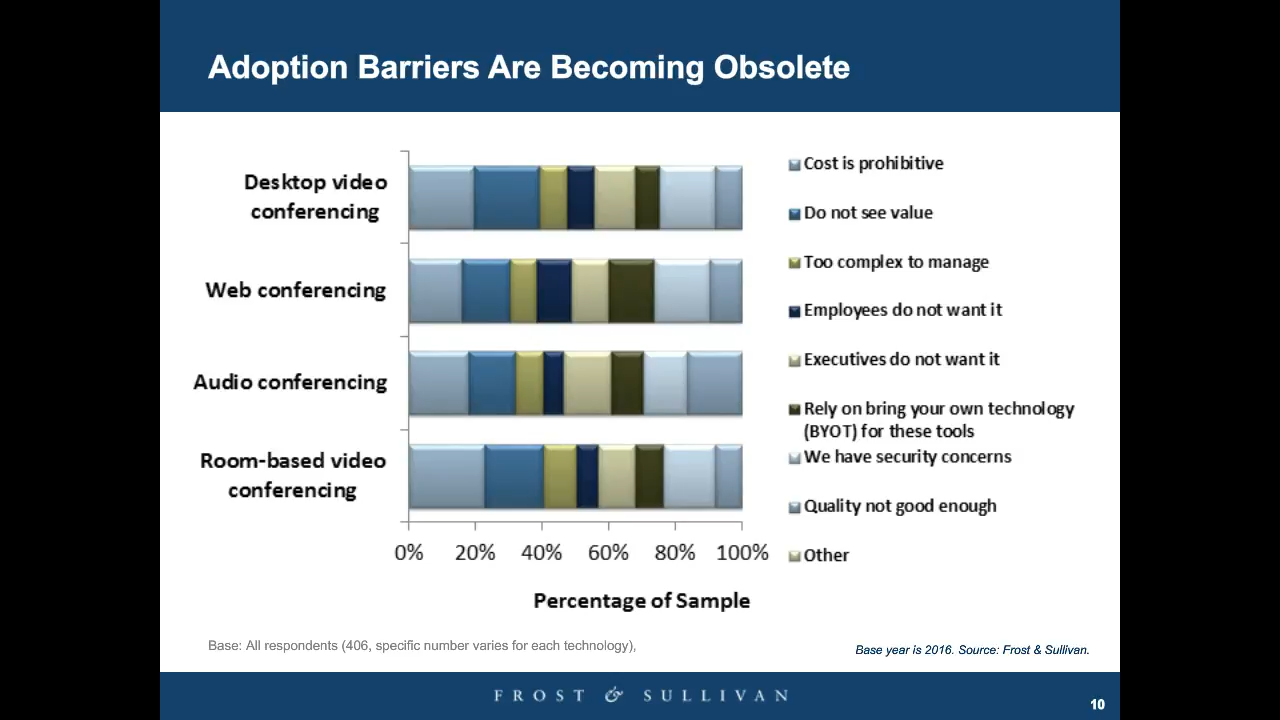 Adoption Barriers Are Becoming Obsolete
Desktop video
conferencing
Web conferencing
Audio conferencing
Room-based video
conferencing
0% 20% 40% 60% 80% 100%
Percentage of Sample
Cost is prohibitive
Do not see value
Too complex to manage
Employees do not want it
Executives do not want it
Rely on bring your own technology
(BYOT) for these tools
We have security concerns
Quality not good enough
Other
Base: All respondents (406, specific number varies for each technology),
Base year is 2016. Source: Frost & Sullivan.
FROST & SULLIVAN
10